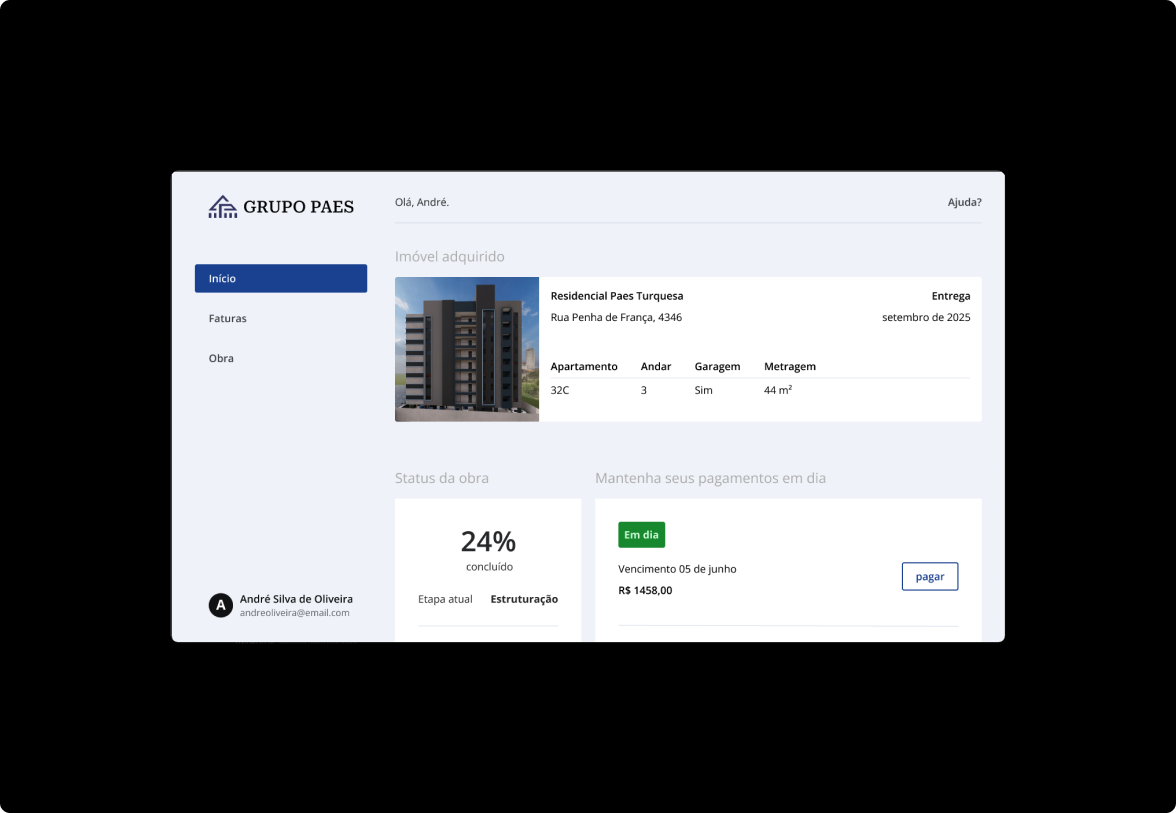 GRUPO PAES
Olá, André.
Ajuda?
Início
Faturas
Obra
André Silva de Oliveira
andreoliveira@email.com
Imóvel adquirido
Residencial Paes Turquesa
Entrega
Rua Penha de França, 4346
setembro de 2025
Apartamento Andar Garagem Metragem
32C 3 Sim 44 m²
Status da obra
24%
concluído
Etapa atual Estruturação
Mantenha seus pagamentos em dia
Em dia
Vencimento 05 de junho
R$ 1458,00
pagar
A